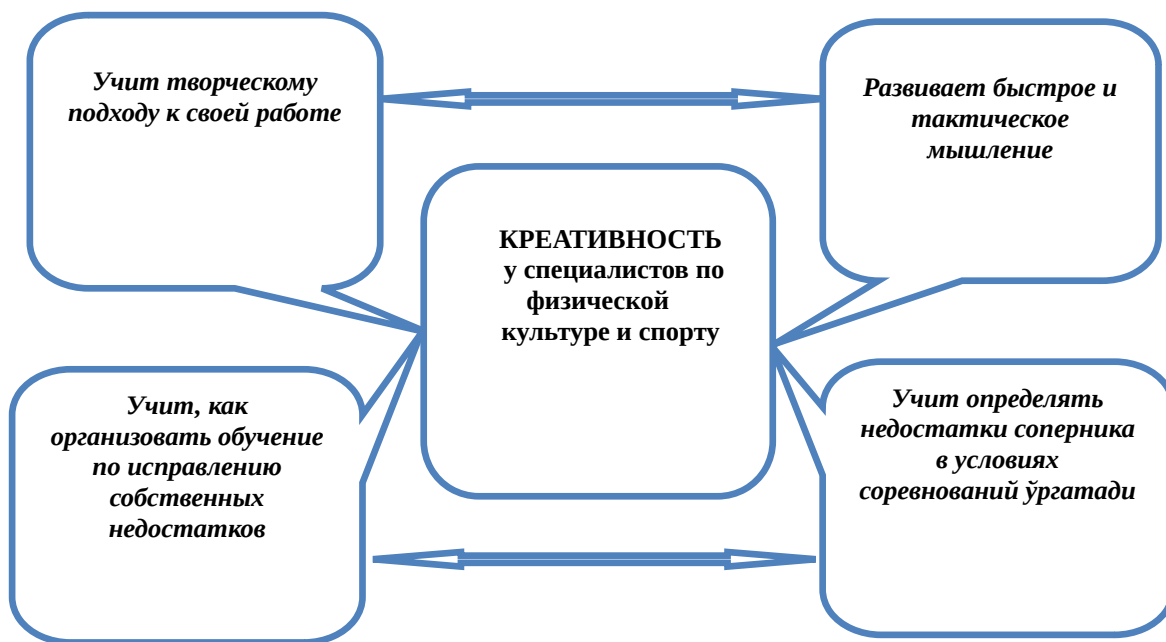 Учит творческому
подходу к своей работе
Развивает быстрое и
тактическое
мышление
КРЕАТИВНОСТЬ
у специалистов по
физической
культуре и спорту
Учит, как
организовать обучение
по исправлению
собственных
недостатков
Учит определять
недостатки соперника
в условиях
соревнований ўргатади